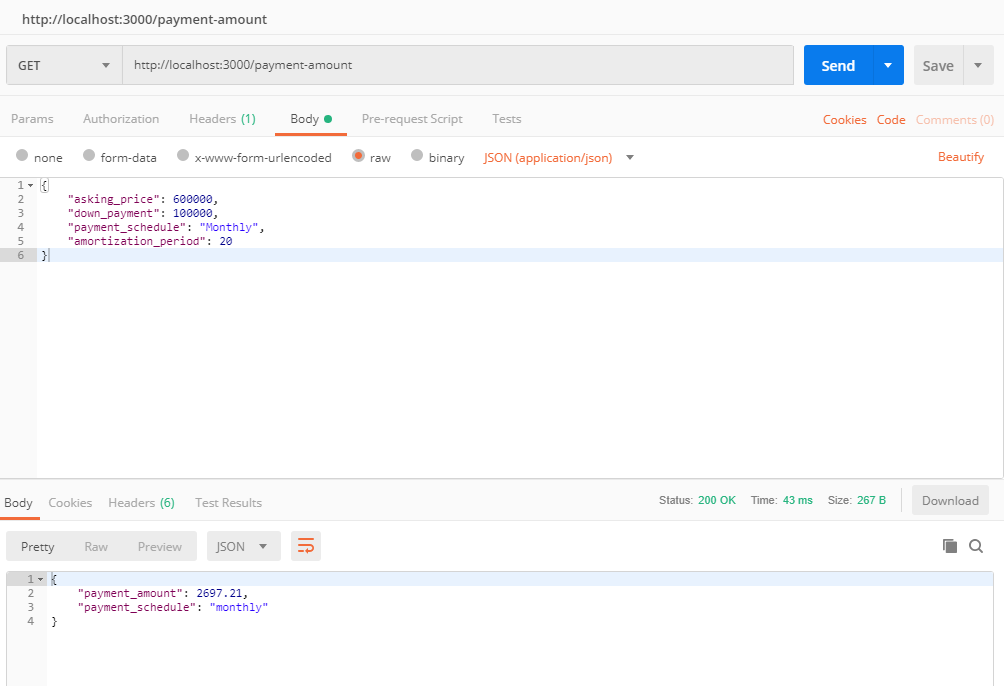 http://localhost:3000/payment-amount
GET http://localhost:3000/payment-amount Send Save
Params Authorization Headers (1) Body Pre-request Script Tests Cookies Code Comments (0)
none form-data x-www-form-urlencoded raw binary JSON (application/json) Beautify
1 {
2 "asking_price": 600000,
3 "down_payment": 100000,
4 "payment_schedule": "Monthly",
5 "amortization_period": 20
6 }
Body Cookies Headers (6) Test Results Status: 200 OK Time: 43 ms Size: 267 B Download
Pretty Raw Preview JSON
1 {
2 "payment_amount": 2697.21,
3 "payment_schedule": "monthly"
4 }